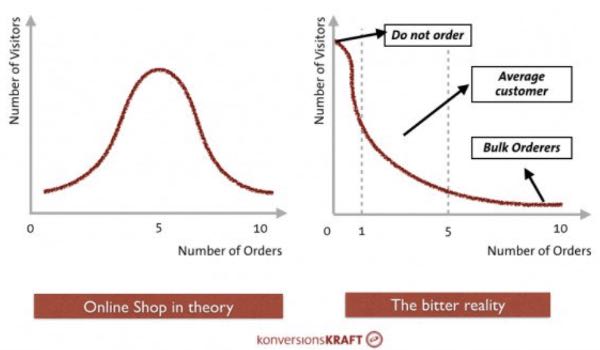 Number of Visitors
0
5
10
Number of Orders
Online Shop in theory
Number of Visitors
Do not order
Average
customer
Bulk Orderers
0
1
5
10
Number of Orders
The bitter reality
konversionsKRAFT